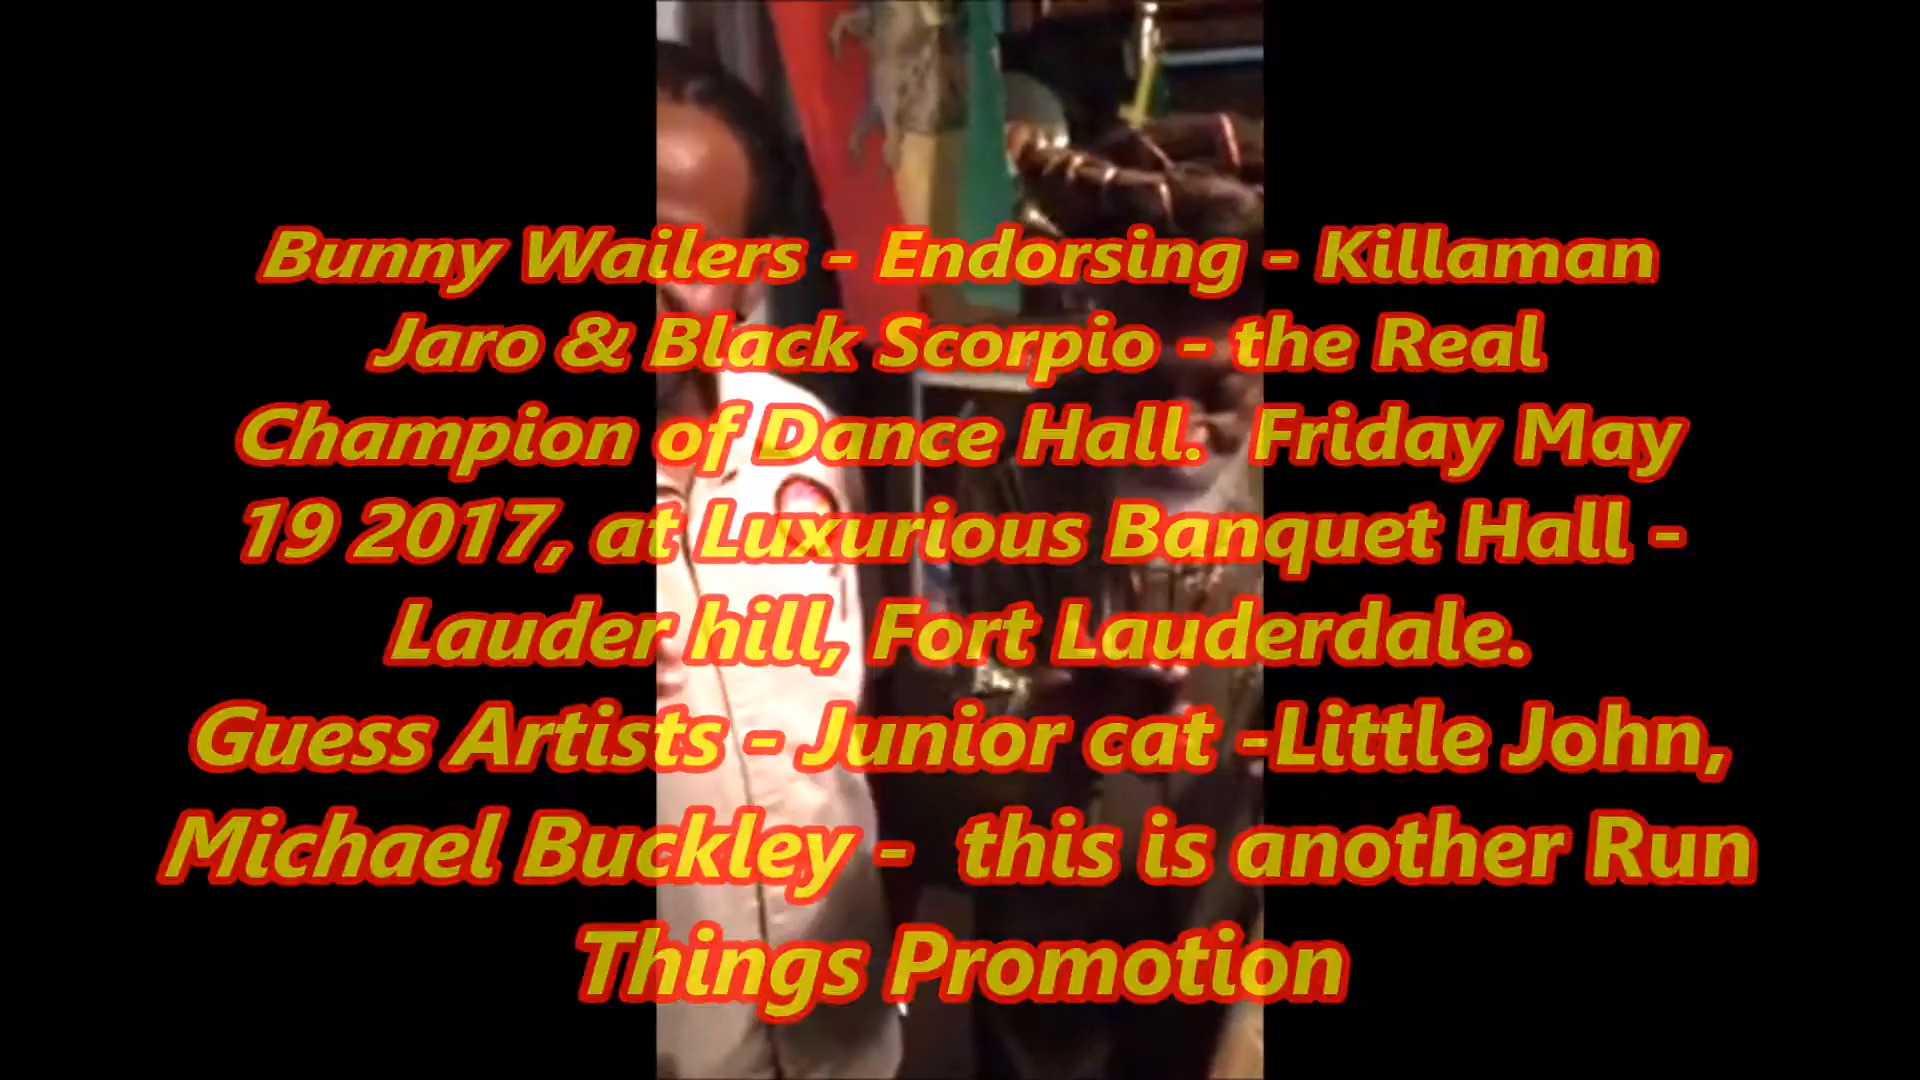 Bunny Wailers - Endorsing - Killaman
Jaro & Black Scorpio - the Real
Champion of Dance Hall.  Friday May
19 2017, at Luxurious Banquet Hall -
Lauder hill, Fort Lauderdale.
Guess Artists - Junior cat -Little John,
Michael Buckley -  this is another Run
Things Promotion